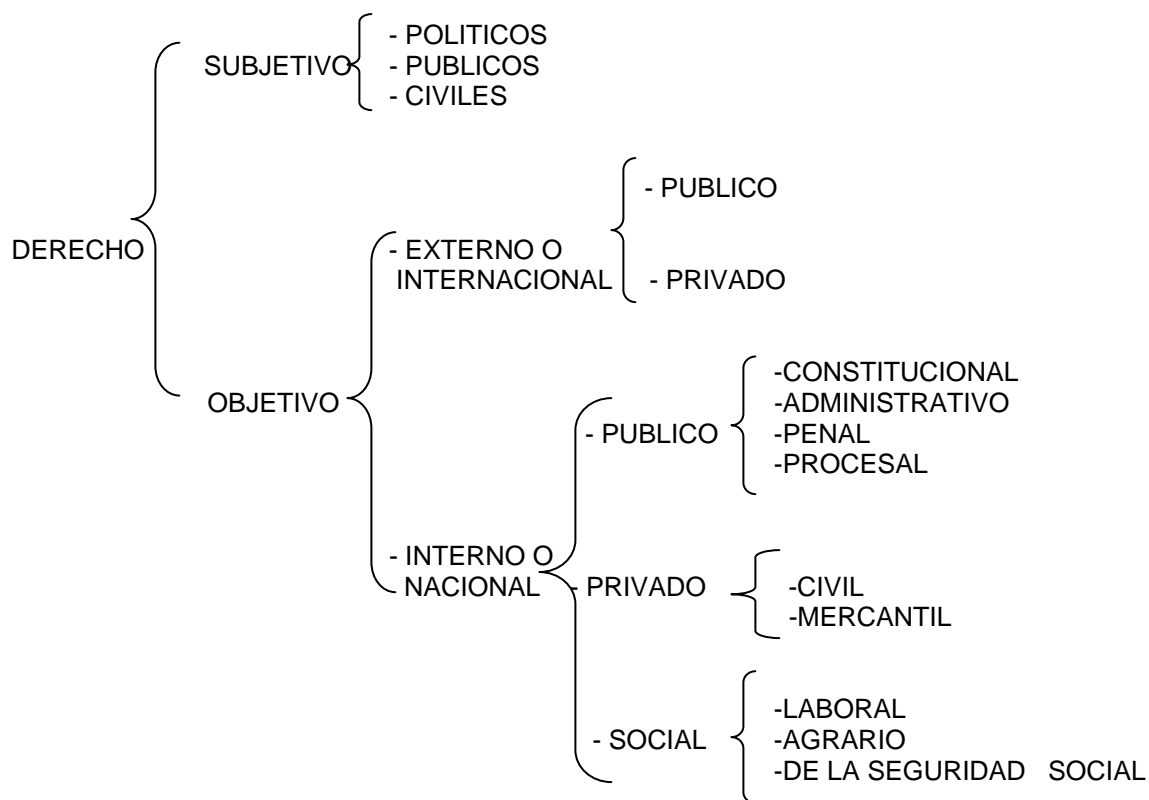 DERECHO
SUBJETIVO
- POLITICOS
- PUBLICOS
- CIVILES
OBJETIVO
- EXTERNO O
INTERNACIONAL
- PUBLICO
- PRIVADO
- INTERNO O
NACIONAL
- PUBLICO
-CONSTITUCIONAL
-ADMINISTRATIVO
-PENAL
-PROCESAL
- PRIVADO
-CIVIL
-MERCANTIL
- SOCIAL
-LABORAL
-AGRARIO
-DE LA SEGURIDAD SOCIAL